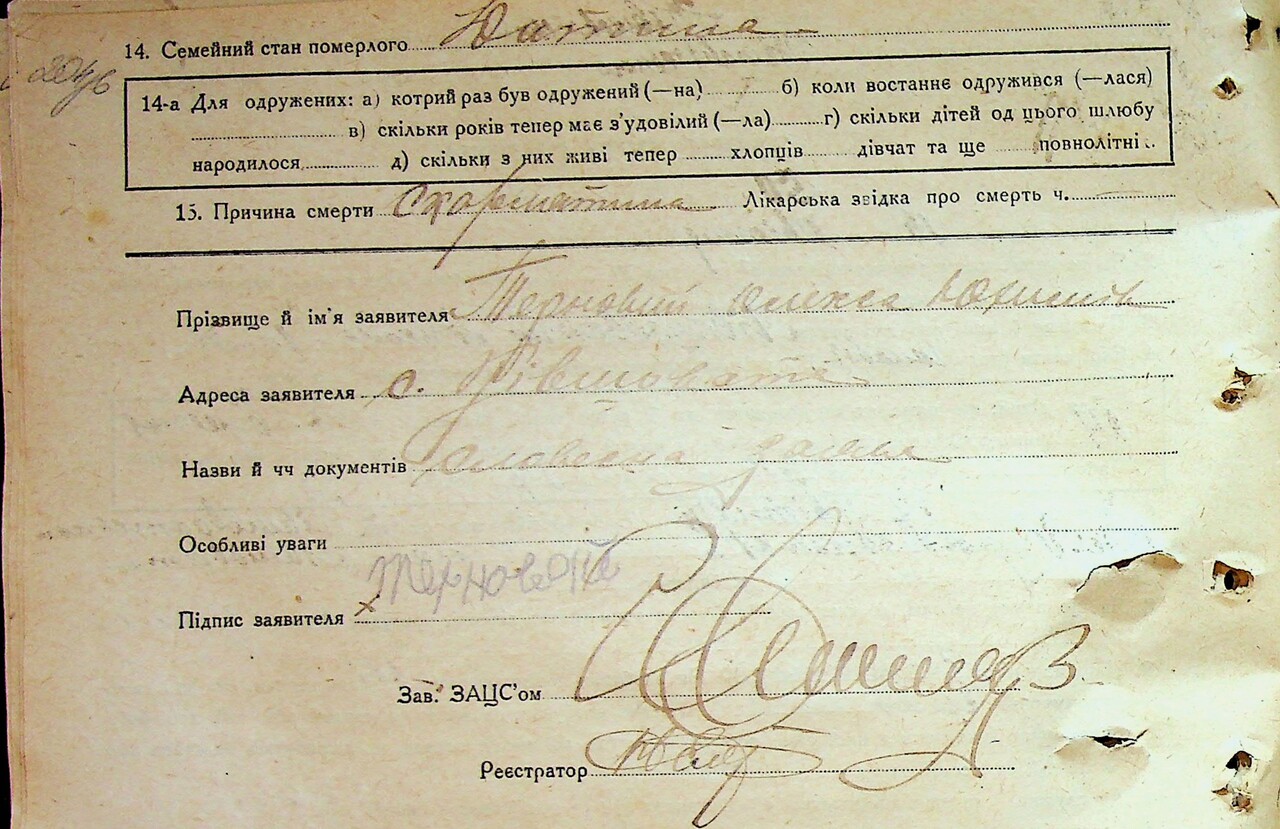 14. Семейний стан померлого Дитина
14-а Для одружених: а) котрий раз був одружений (—на) б) коли востаннє одружився (—лася)
в) скільки років тепер має з'удовілий (—ла) г) скільки дітей од цього шлюбу
народилося д) скільки з них живі тепер хлопців дівчат та ще повнолітні
15. Причина смерти Скарлатина Лікарська звідка про смерть ч.
Прізвище й ім'я заявителя Терновий Олекса
Адреса заявителя с.
Назви й чч документів словесна заява
Особливі уваги
Підпис заявителя
Зав. ЗАЦС'ом
Реєстратор